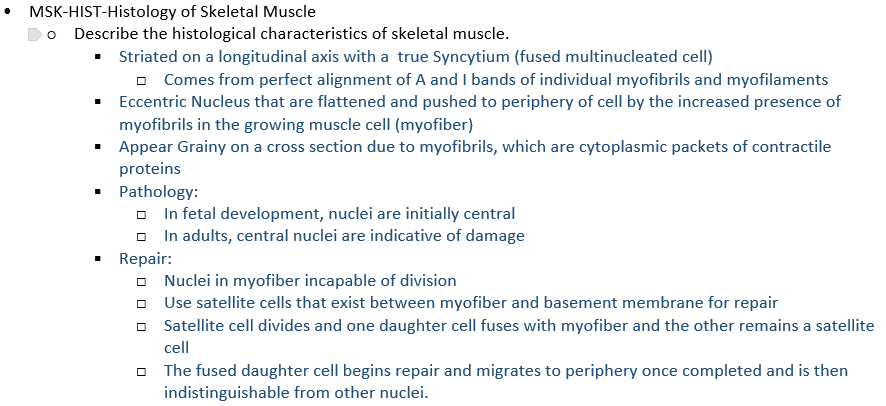 MSK-HIST-Histology of Skeletal Muscle
Describe the histological characteristics of skeletal muscle.
Striated on a longitudinal axis with a  true Syncytium (fused multinucleated cell)
Comes from perfect alignment of A and I bands of individual myofibrils and myofilaments
Eccentric Nucleus that are flattened and pushed to periphery of cell by the increased presence of
myofibrils in the growing muscle cell (myofiber)
Appear Grainy on a cross section due to myofibrils, which are cytoplasmic packets of contractile
proteins
Pathology:
In fetal development, nuclei are initially central
In adults, central nuclei are indicative of damage
Repair:
Nuclei in myofiber incapable of division
Use satellite cells that exist between myofiber and basement membrane for repair
Satellite cell divides and one daughter cell fuses with myofiber and the other remains a satellite
cell
The fused daughter cell begins repair and migrates to periphery once completed and is then
indistinguishable from other nuclei.